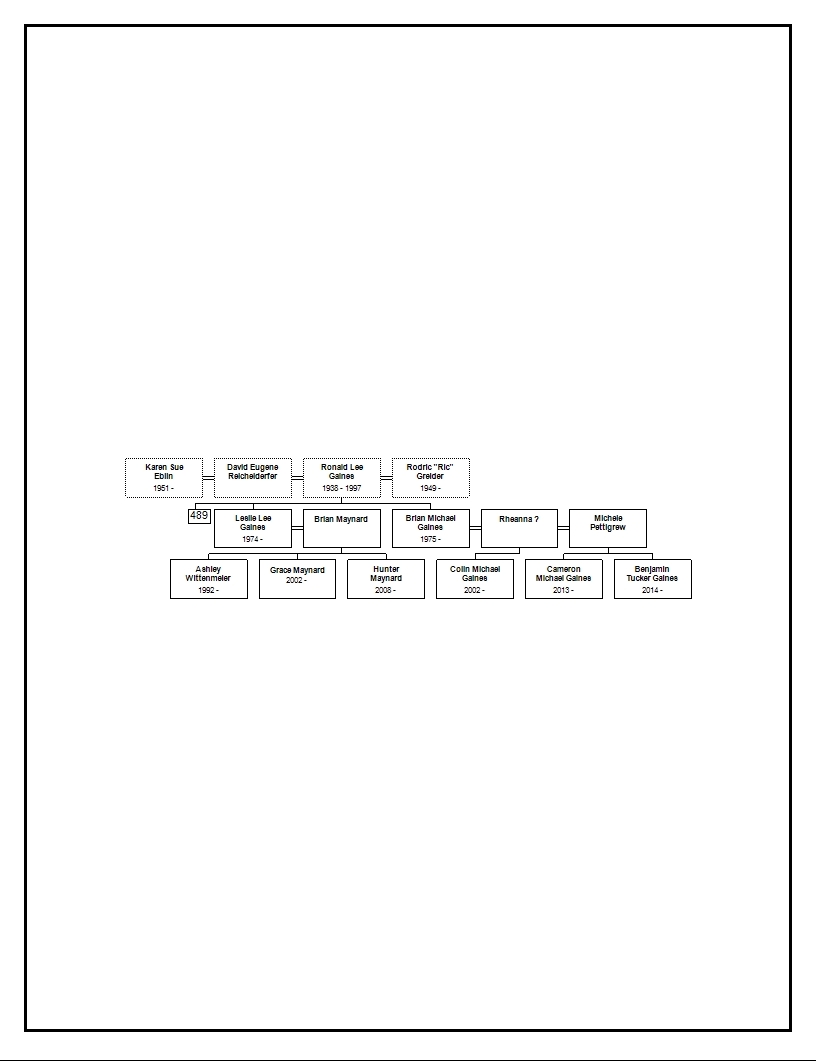 Karen Sue
Eblin
1951 -
David Eugene
Reichelderfer
Ronald Lee
Gaines
1938 - 1997
Rodric "Ric"
Greider
1949 -
489
Leslie Lee
Gaines
1974 -
Brian Maynard
Brian Michael
Gaines
1975 -
Rheanna ?
Michele
Pettigrew
Ashley
Wittenmeier
1992 -
Grace Maynard
2002 -
Hunter
Maynard
2008 -
Colin Michael
Gaines
2002 -
Cameron
Michael Gaines
2013 -
Benjamin
Tucker Gaines
2014 -